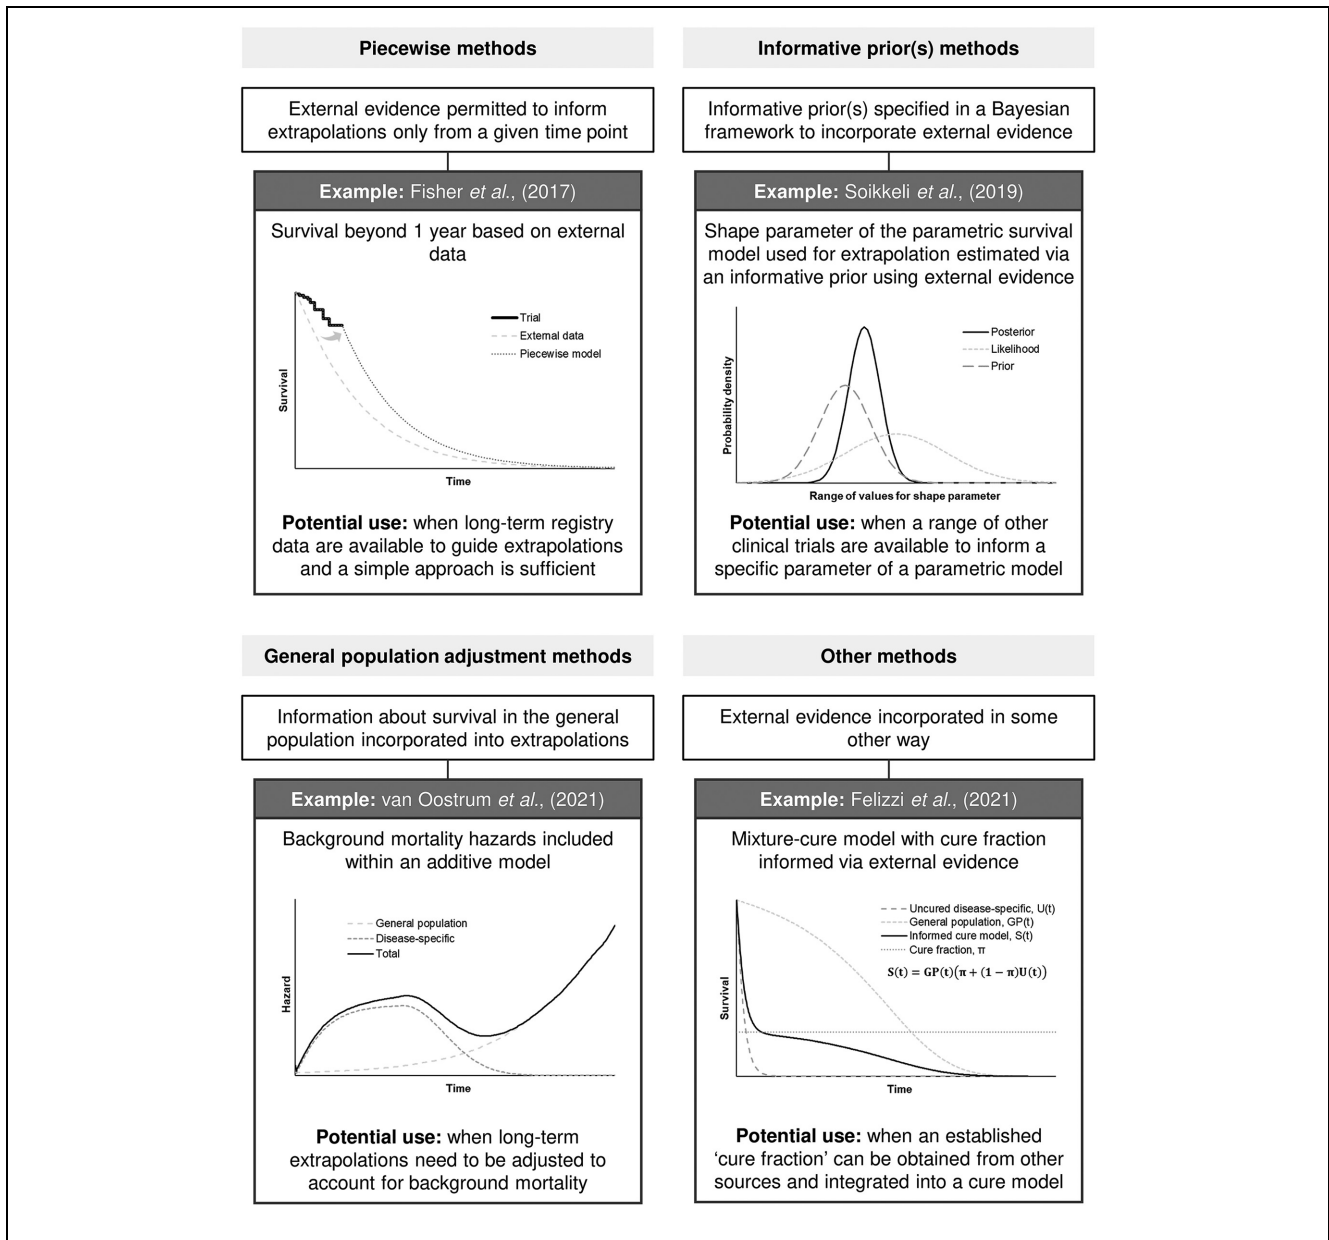 Piecewise methods
External evidence permitted to inform
extrapolations only from a given time point
Example: Fisher et al., (2017)
Survival beyond 1 year based on external
data
Trial
External data
Piecewise model
Survival
Time
Potential use: when long-term registry
data are available to guide extrapolations
and a simple approach is sufficient
Informative prior(s) methods
Informative prior(s) specified in a Bayesian
framework to incorporate external evidence
Example: Soikkeli et al., (2019)
Shape parameter of the parametric survival
model used for extrapolation estimated via
an informative prior using external evidence
Posterior
Likelihood
Prior
Probability density
Range of values for shape parameter
Potential use: when a range of other
clinical trials are available to inform a
specific parameter of a parametric model
General population adjustment methods
Information about survival in the general
population incorporated into extrapolations
Example: van Oostrum et al., (2021)
Background mortality hazards included
within an additive model
General population
Disease-specific
Total
Hazard
Time
Potential use: when long-term
extrapolations need to be adjusted to
account for background mortality
Other methods
External evidence incorporated in some
other way
Example: Felizzi et al., (2021)
Mixture-cure model with cure fraction
informed via external evidence
Uncured disease-specific, U(t)
General population, GP(t)
Informed cure model, S(t)
Cure fraction, π
S(t) = GP(t)(π + (1 − π)U(t))
Survival
Time
Potential use: when an established
‘cure fraction’ can be obtained from other
sources and integrated into a cure model